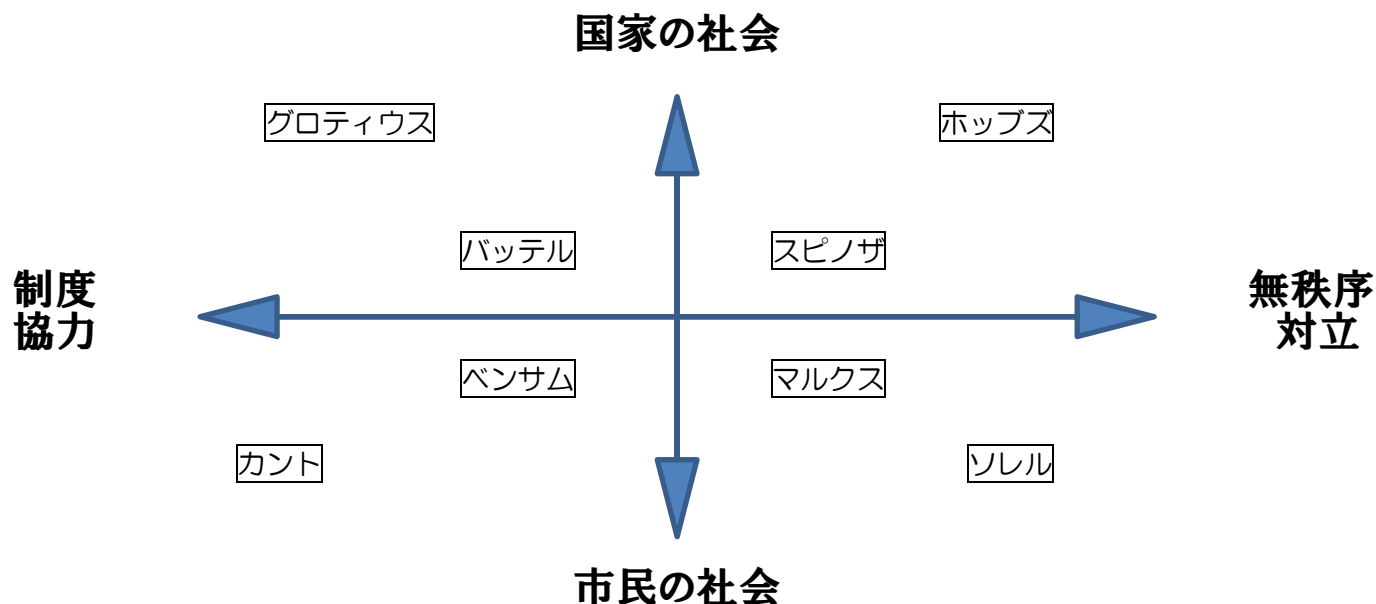 国家の社会
グロティウス
ホッブズ
バッテル
スピノザ
制度
協力
無秩序
対立
ベンサム
マルクス
カント
ソレル
市民の社会